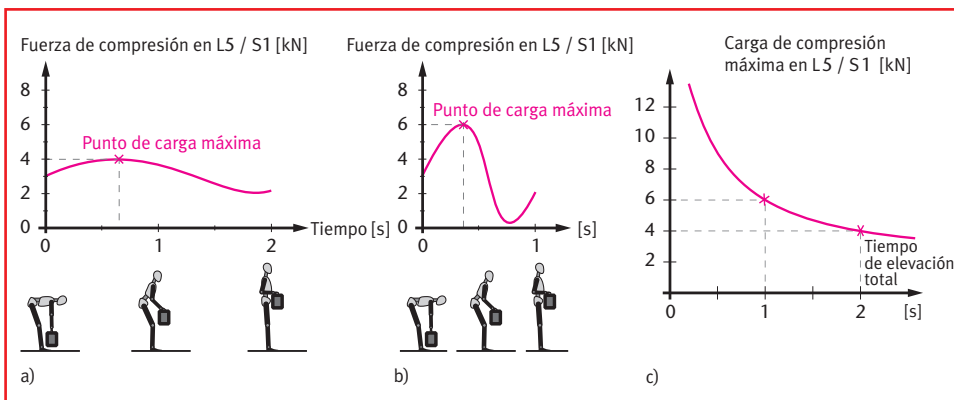 Fuerza de compresión en L5 / S1 [kN]
8
6
4
2
0
Punto de carga máxima
0
1
2
Tiempo [s]
a)
Fuerza de compresión en L5 / S1 [kN]
8
6
4
2
0
Punto de carga máxima
0
1
[s]
b)
Carga de compresión
máxima en L5 / S1 [kN]
12
10
8
6
4
2
Tiempo
de elevación
total
0
1
2
[s]
c)